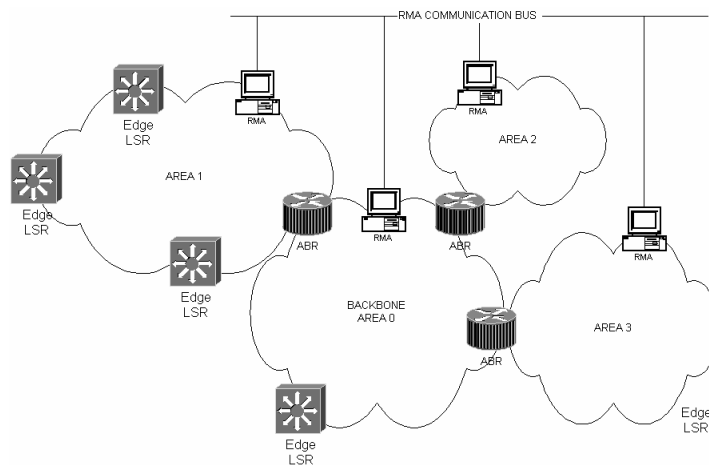 RMA COMMUNICATION BUS
RMA
Edge
LSR
AREA 1
Edge
LSR
Edge
LSR
ABR
RMA
RMA
AREA 2
ABR
RMA
BACKBONE
AREA 0
AREA 3
ABR
Edge
LSR
Edge
LSR